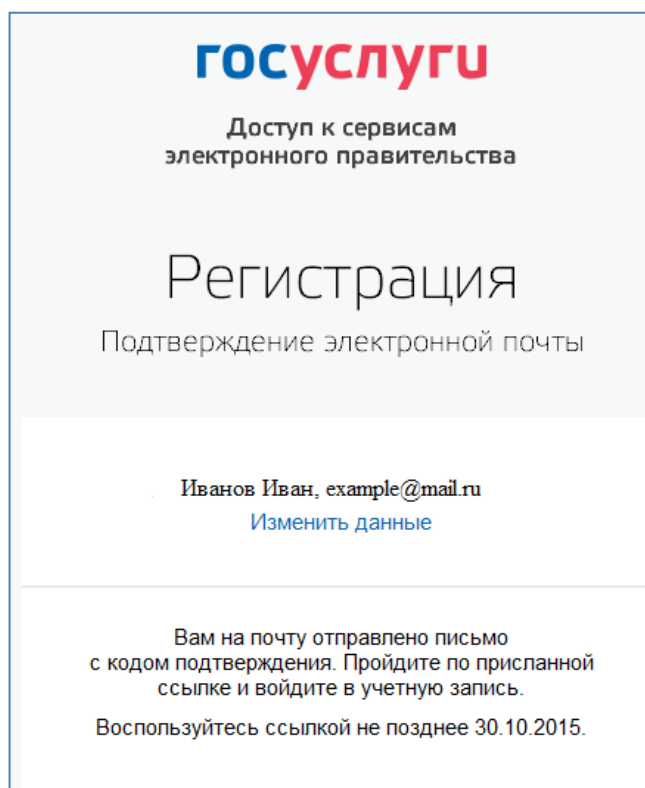 госуслуги
Доступ к сервисам
электронного правительства
Регистрация
Подтверждение электронной почты
Иванов Иван, example@mail.ru
Изменить данные
Вам на почту отправлено письмо
с кодом подтверждения. Пройдите по присланной
ссылке и войдите в учетную запись.
Воспользуйтесь ссылкой не позднее 30.10.2015.